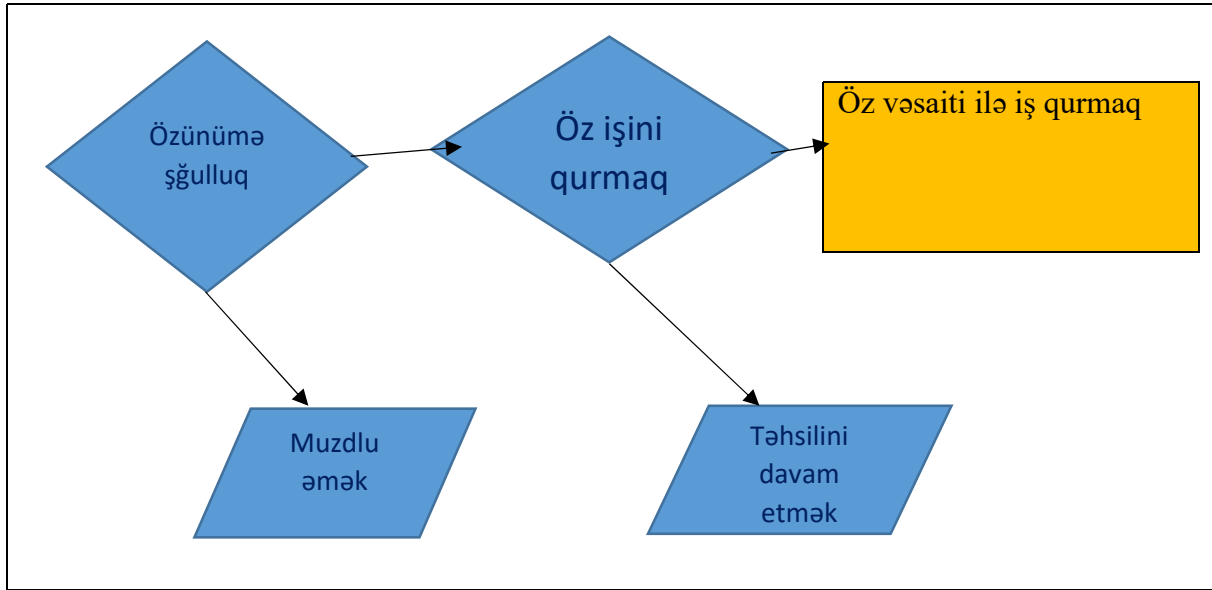 Özünümə
şğulluq
Öz işini
qurmaq
Öz vəsaiti ilə iş qurmaq
Muzdlu
əmək
Təhsilini
davam
etmək